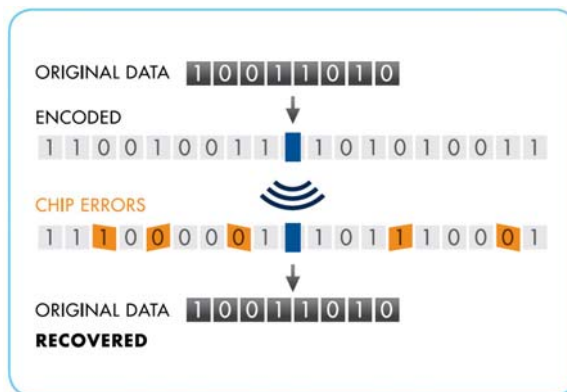 ORIGINAL DATA 1 0 0 1 1 0 1 0
ENCODED
1 1 0 0 1 0 0 1 1 1 0 1 0 1 0 0 1 1
CHIP ERRORS
1 1 1 0 0 0 0 0 1 1 0 1 1 1 0 0 0 1
ORIGINAL DATA 1 0 0 1 1 0 1 0
RECOVERED